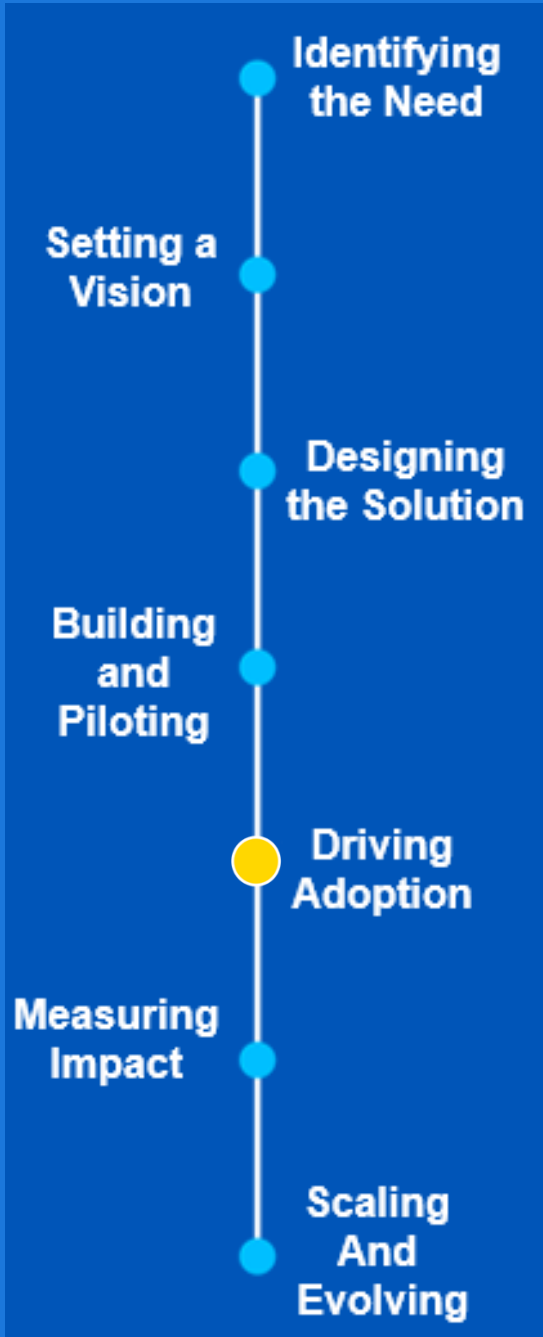 Identifying
the Need
Setting a
Vision
Designing
the Solution
Building
and
Piloting
Driving
Adoption
Measuring
Impact
Scaling
And
Evolving